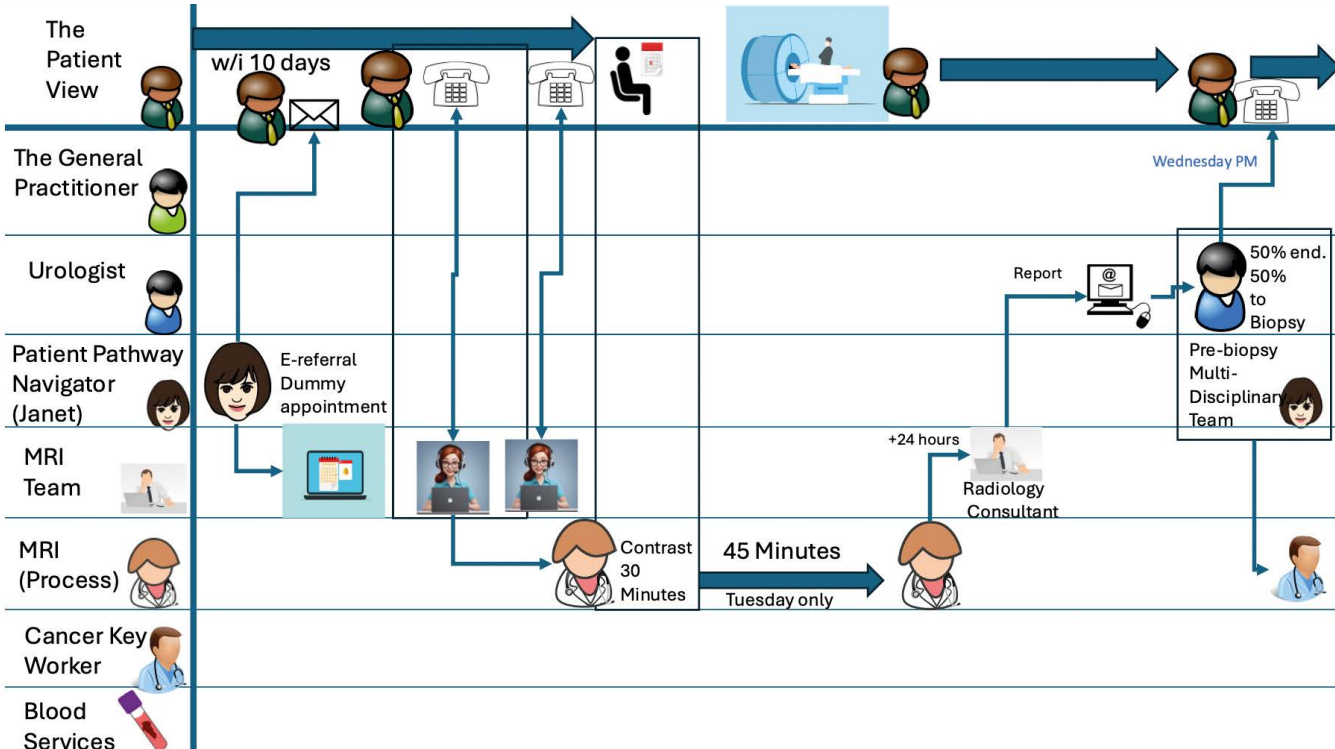 The
Patient
View
w/i 10 days
The General
Practitioner
Wednesday PM
Urologist
Report
@
50% end.
50%
to
Biopsy
Patient Pathway
Navigator
(Janet)
E-referral
Dummy
appointment
Pre-biopsy
Multi-
Disciplinary
Team
MRI
Team
+24 hours
Radiology
Consultant
MRI
(Process)
Contrast
30
Minutes
45 Minutes
Tuesday only
Cancer Key
Worker
Blood
Services